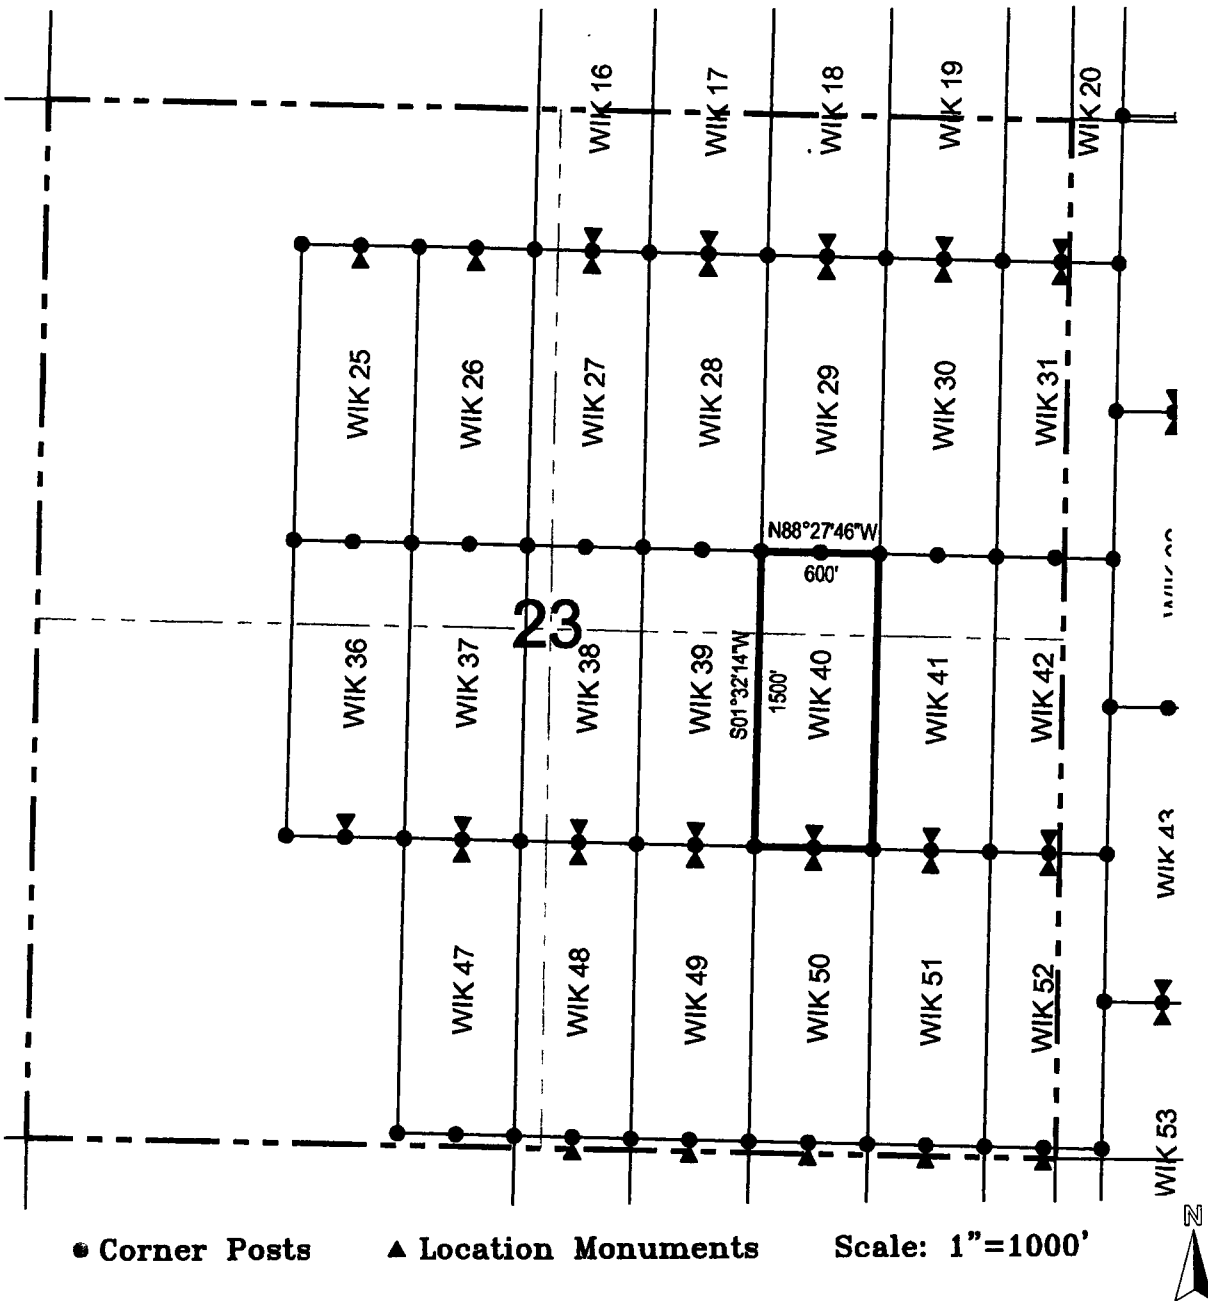 WIK 16
WIK 17
WIK 18
WIK 19
WIK 20
WIK 25
WIK 26
WIK 27
WIK 28
WIK 29
WIK 30
WIK 31
N88°27'46"W
600'
23
WIK 36
WIK 37
WIK 38
WIK 39
S01°32'14"W
1500'
WIK 40
WIK 41
WIK 42
WIK 43
WIK 47
WIK 48
WIK 49
WIK 50
WIK 51
WIK 52
WIK 53
N
Corner Posts
Location Monuments
Scale: 1"=1000'